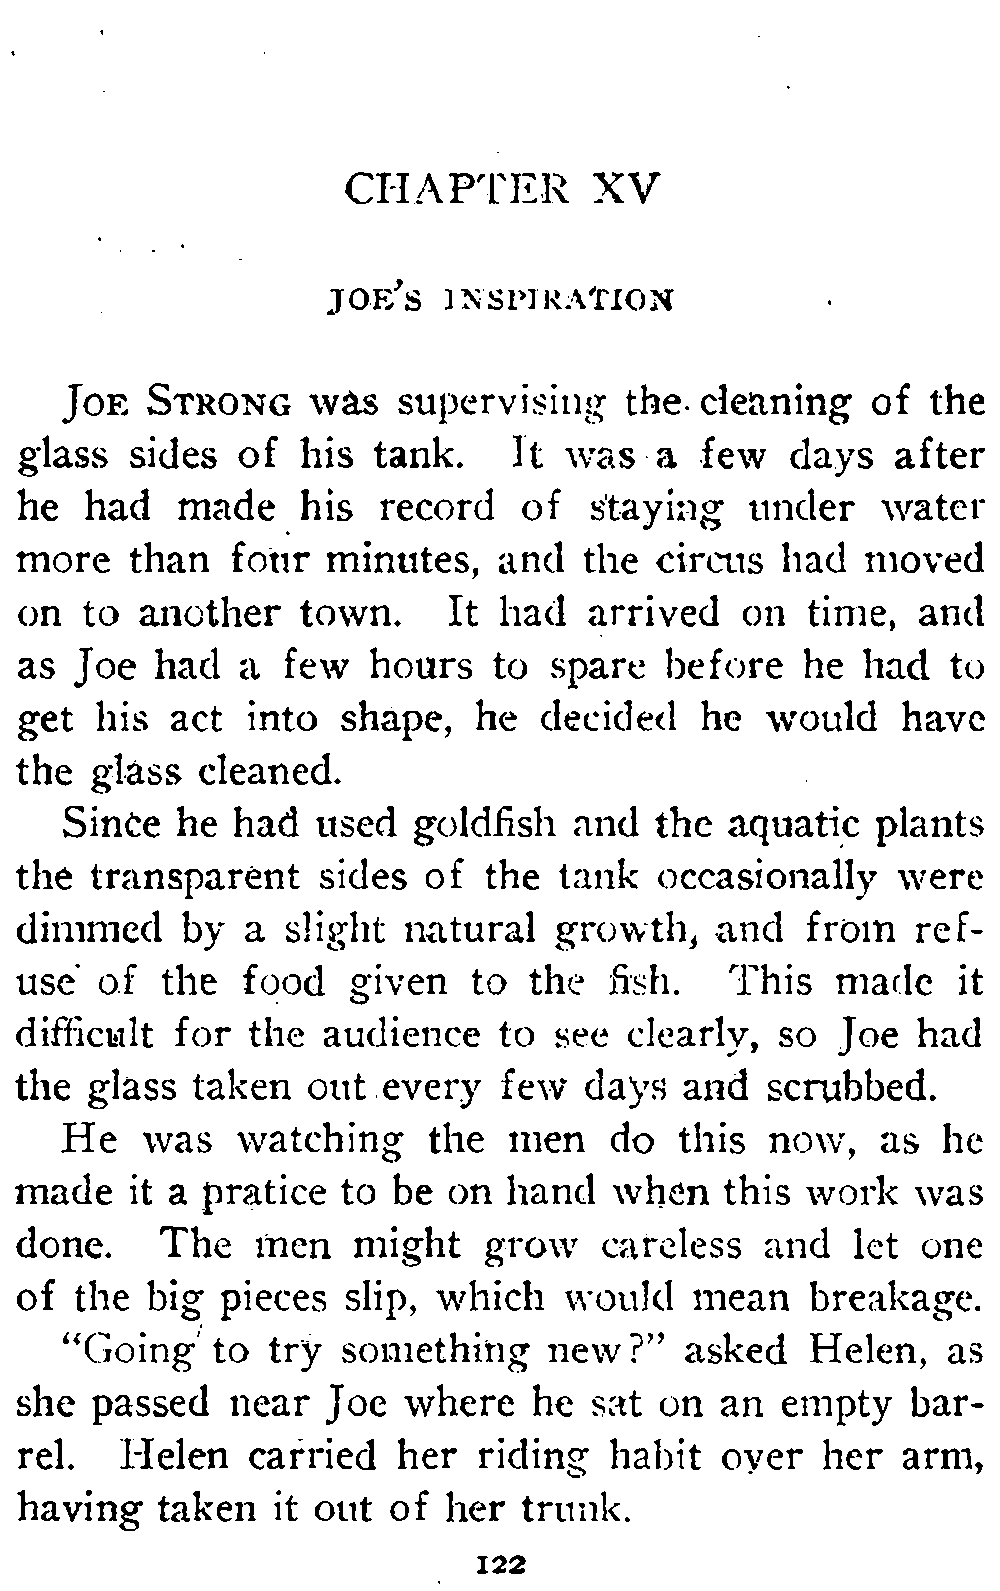 CHAPTER XV
JOE'S INSPIRATION
JOE STRONG was supervising the cleaning of the
glass sides of his tank. It was a few days after
he had made his record of staying under water
more than four minutes, and the circus had moved
on to another town. It had arrived on time, and
as Joe had a few hours to spare before he had to
get his act into shape, he decided he would have
the glass cleaned.
Since he had used goldfish and the aquatic plants
the transparent sides of the tank occasionally were
dimmed by a slight natural growth, and from ref-
use of the food given to the fish. This made it
difficult for the audience to see clearly, so Joe had
the glass taken out every few days and scrubbed.
He was watching the men do this now, as he
made it a pratice to be on hand when this work was
done. The men might grow careless and let one
of the big pieces slip, which would mean breakage.
"Going to try something new?" asked Helen, as
she passed near Joe where he sat on an empty bar-
rel. Helen carried her riding habit over her arm,
having taken it out of her trunk.
122